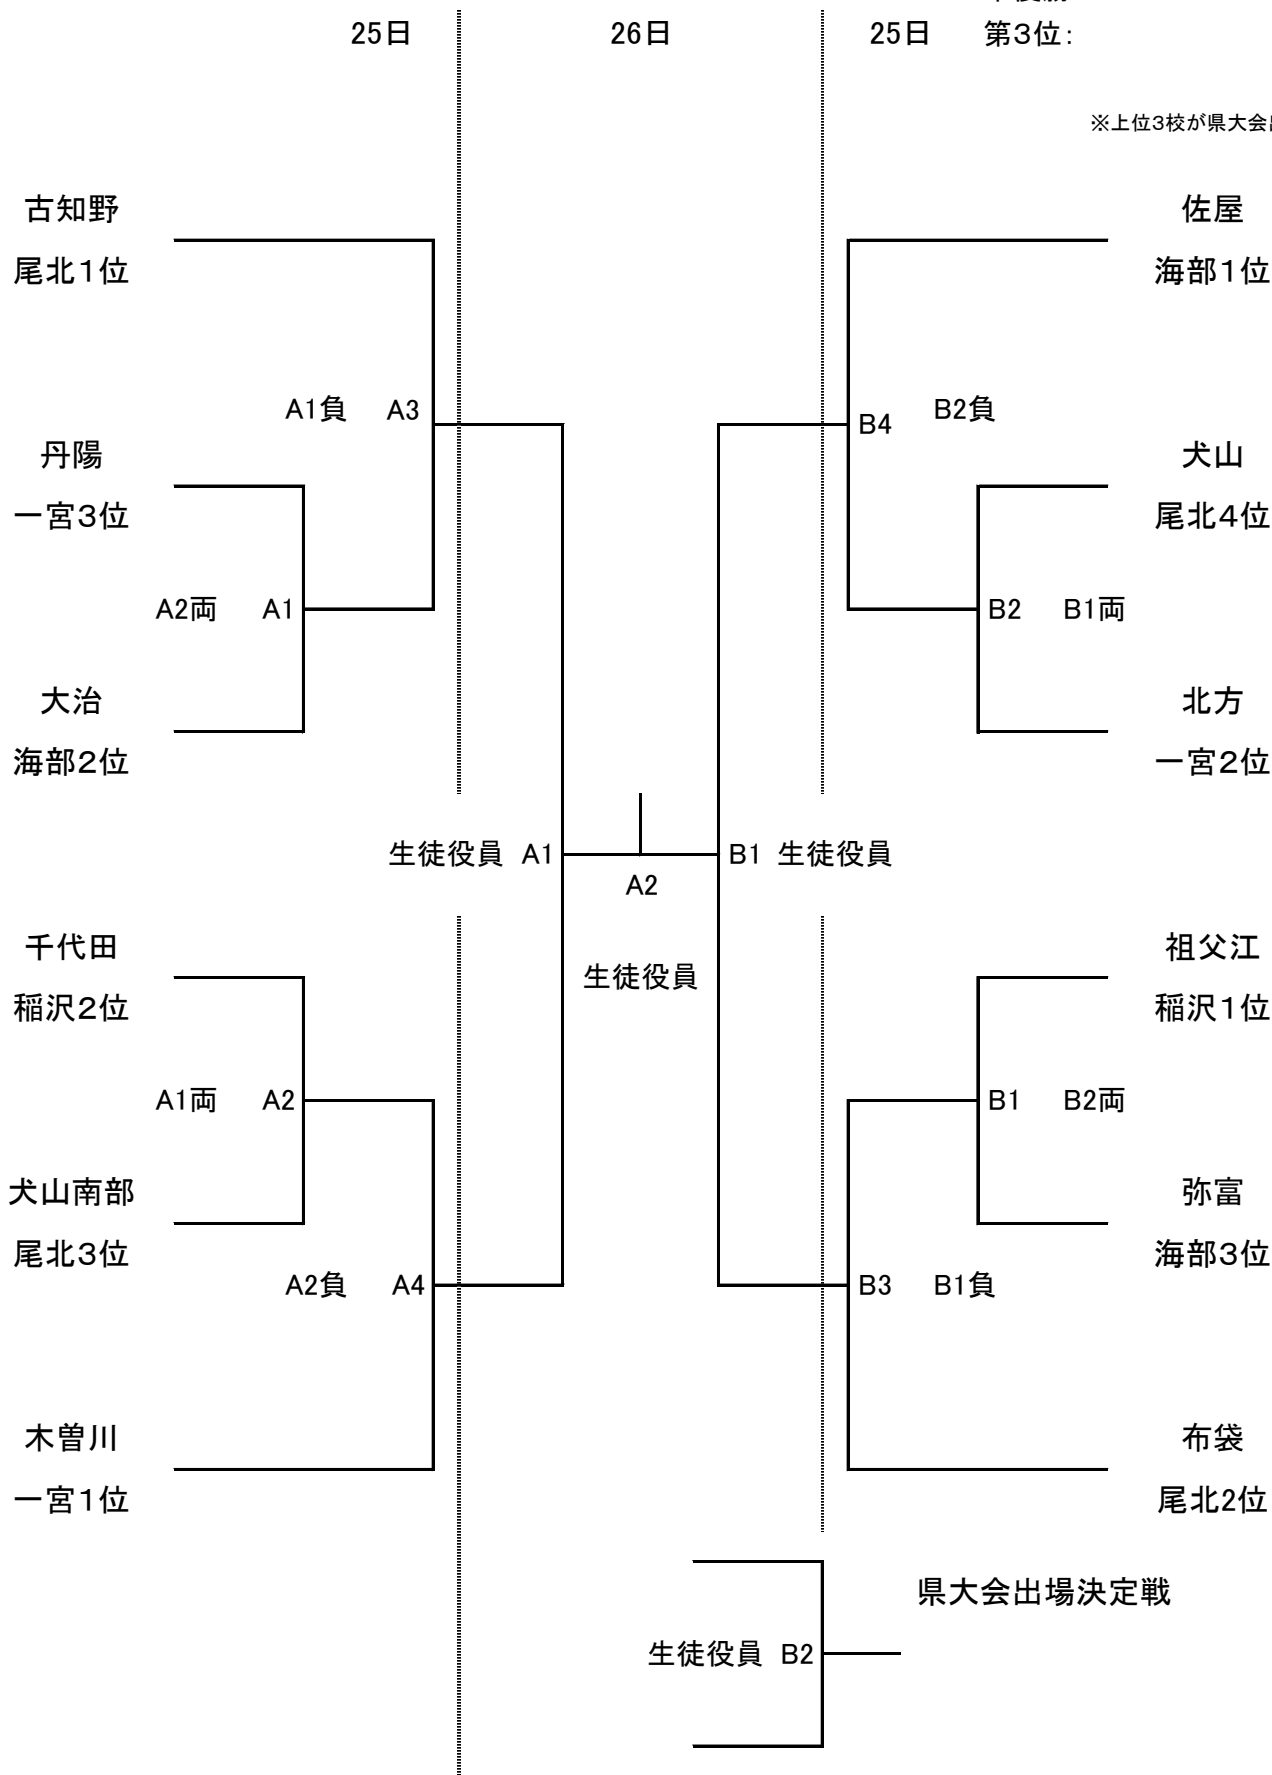 25日 26日 25日 第3位:
※上位3校が県大会
古知野 佐屋
尾北1位 海部1位
A1負 A3 B4 B2負
丹陽 犬山
一宮3位 尾北4位
A2両 A1 B2 B1両
大治 北方
海部2位 一宮2位
生徒役員 A1 B1 生徒役員
A2
千代田 祖父江
生徒役員
稲沢2位 稲沢1位
A1両 A2 B1 B2両
犬山南部 弥富
尾北3位 海部3位
A2負 A4 B3 B1負
木曽川 布袋
一宮1位 尾北2位
県大会出場決定戦
生徒役員 B2